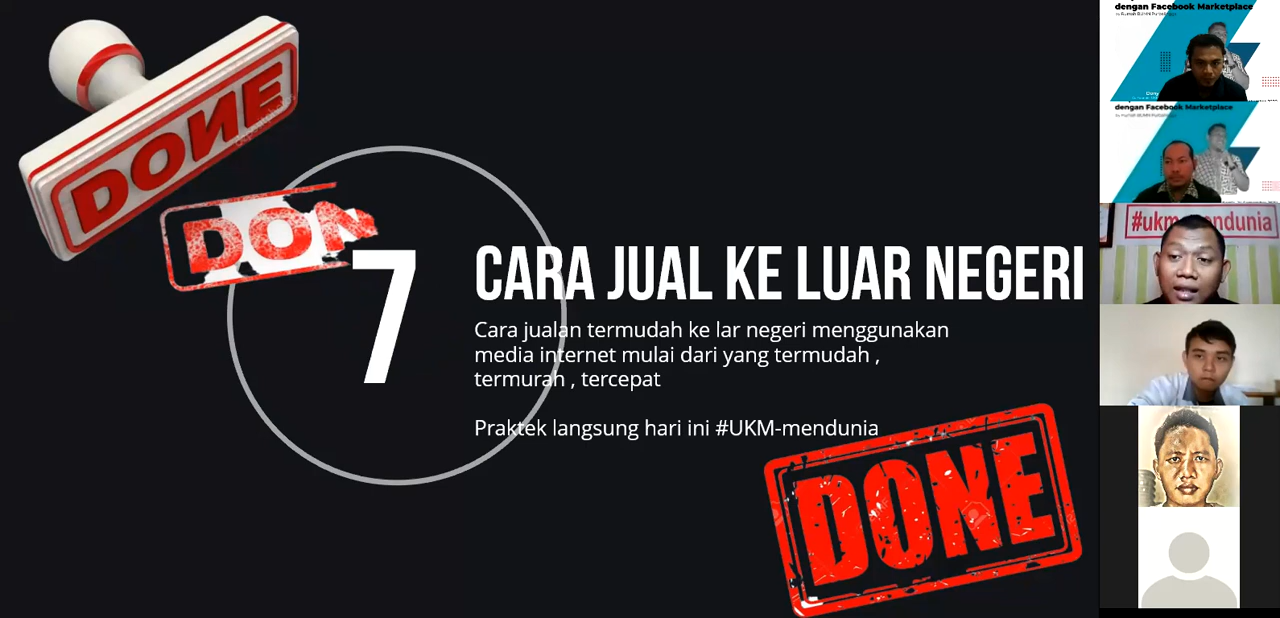 DONE
DON
7
CARA JUAL KE LUAR NEGERI
Cara jualan termudah ke lar negeri menggunakan
media internet mulai dari yang termudah ,
termurah , tercepat
Praktek langsung hari ini #UKM-mendunia
DONE
dengan Facebook Marketplace
dengan Facebook Marketplace
#ukm-mendunia